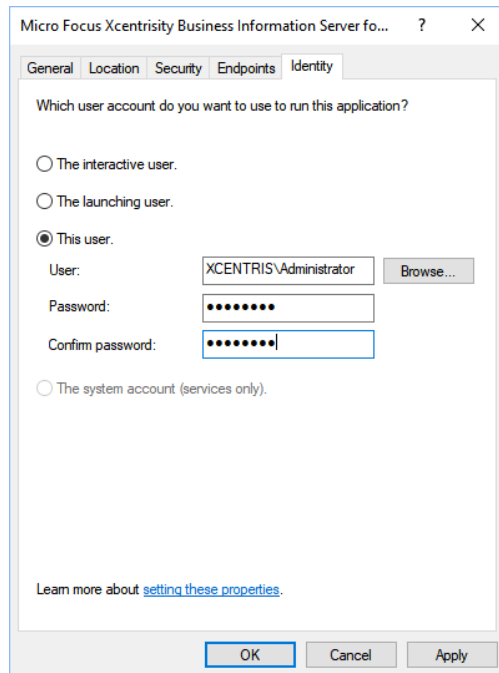 Micro Focus Xcentrisity Business Information Server fo... ? ×
General Location Security Endpoints Identity
Which user account do you want to use to run this application?
The interactive user.
The launching user.
This user.
User: XCENTRIS\Administrator Browse...
Password: ●●●●●●●●
Confirm password: ●●●●●●●●
The system account (services only).
Learn more about setting these properties.
OK Cancel Apply